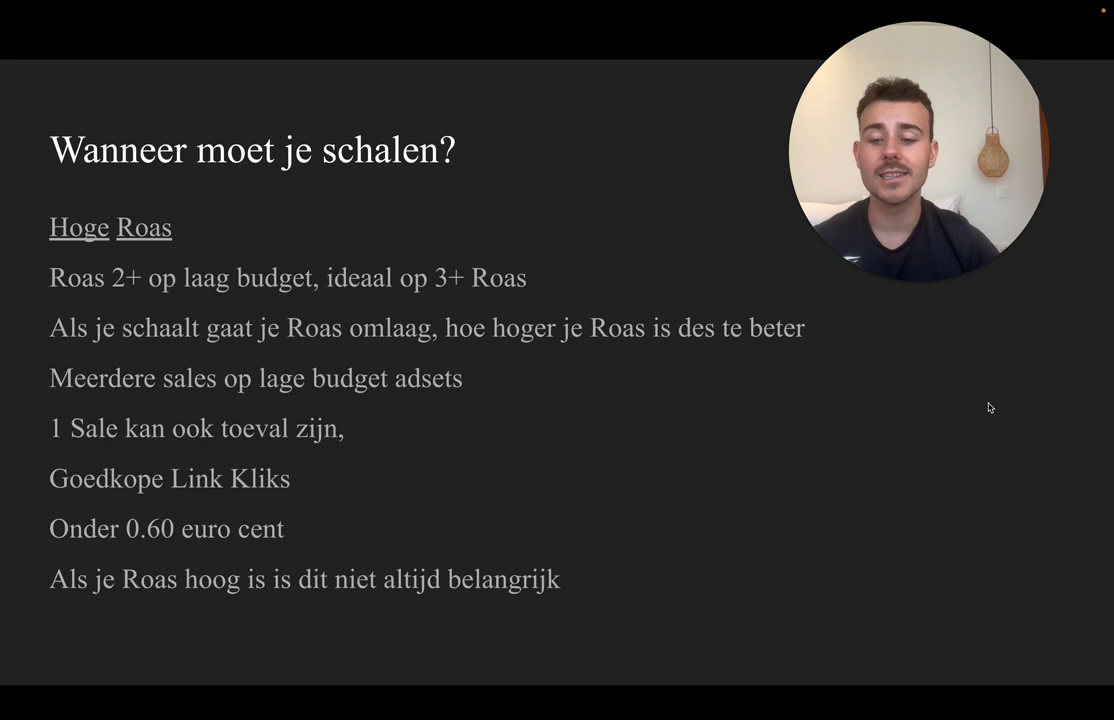 Wanneer moet je schalen?
Hoge Roas
Roas 2+ op laag budget, ideaal op 3+ Roas
Als je schaalt gaat je Roas omlaag, hoe hoger je Roas is des te beter
Meerdere sales op lage budget adsets
1 Sale kan ook toeval zijn,
Goedkope Link Kliks
Onder 0.60 euro cent
Als je Roas hoog is is dit niet altijd belangrijk